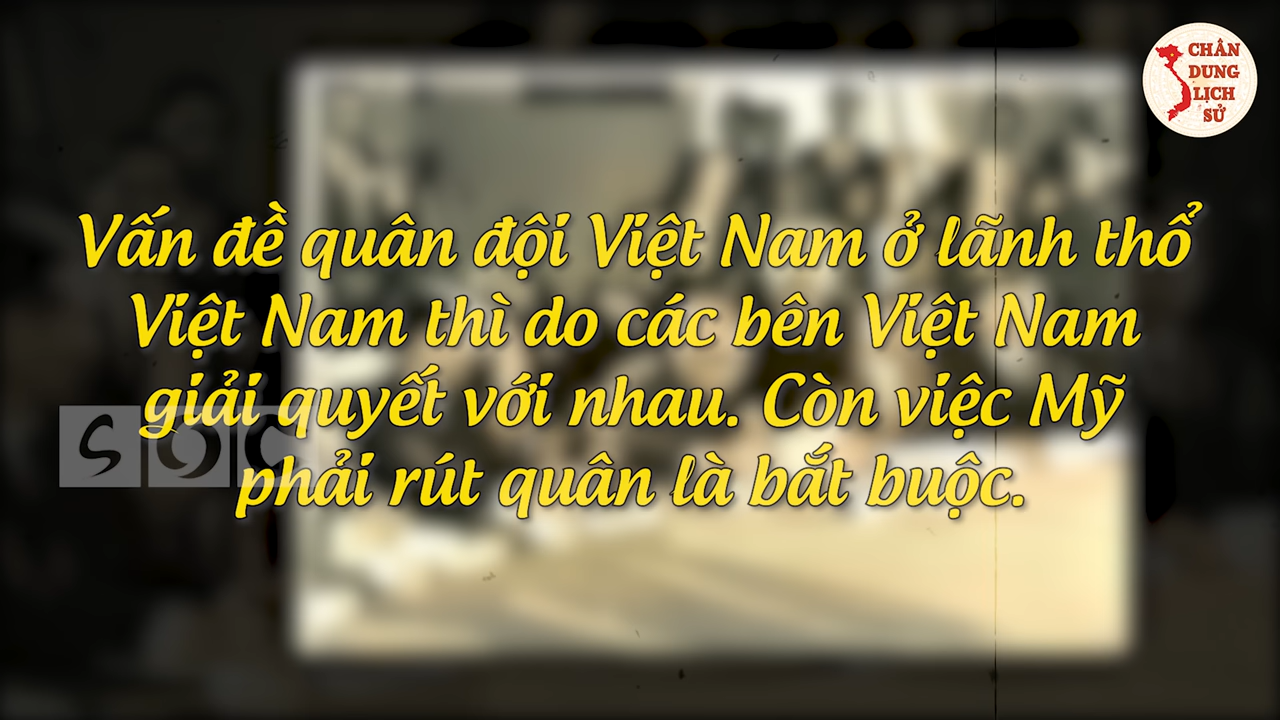 CHÂN
DUNG
LỊCH
SỬ
Vấn đề quân đội Việt Nam ở lãnh thổ
Việt Nam thì do các bên Việt Nam
giải quyết với nhau. Còn việc Mỹ
phải rút quân là bắt buộc.
SOC